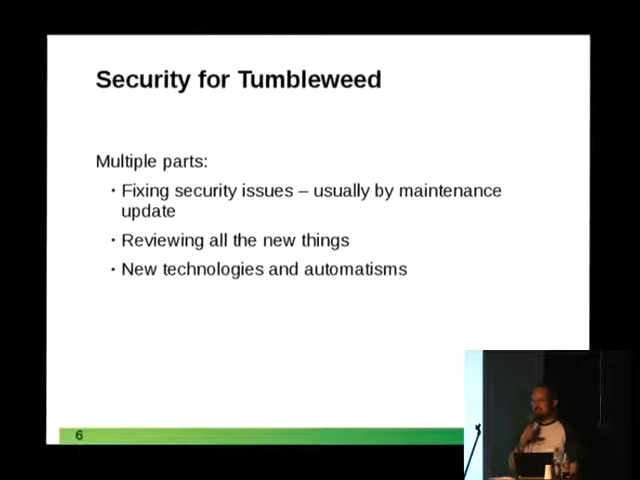 Security for Tumbleweed
Multiple parts:
• Fixing security issues – usually by maintenance
update
• Reviewing all the new things
• New technologies and automatisms
6